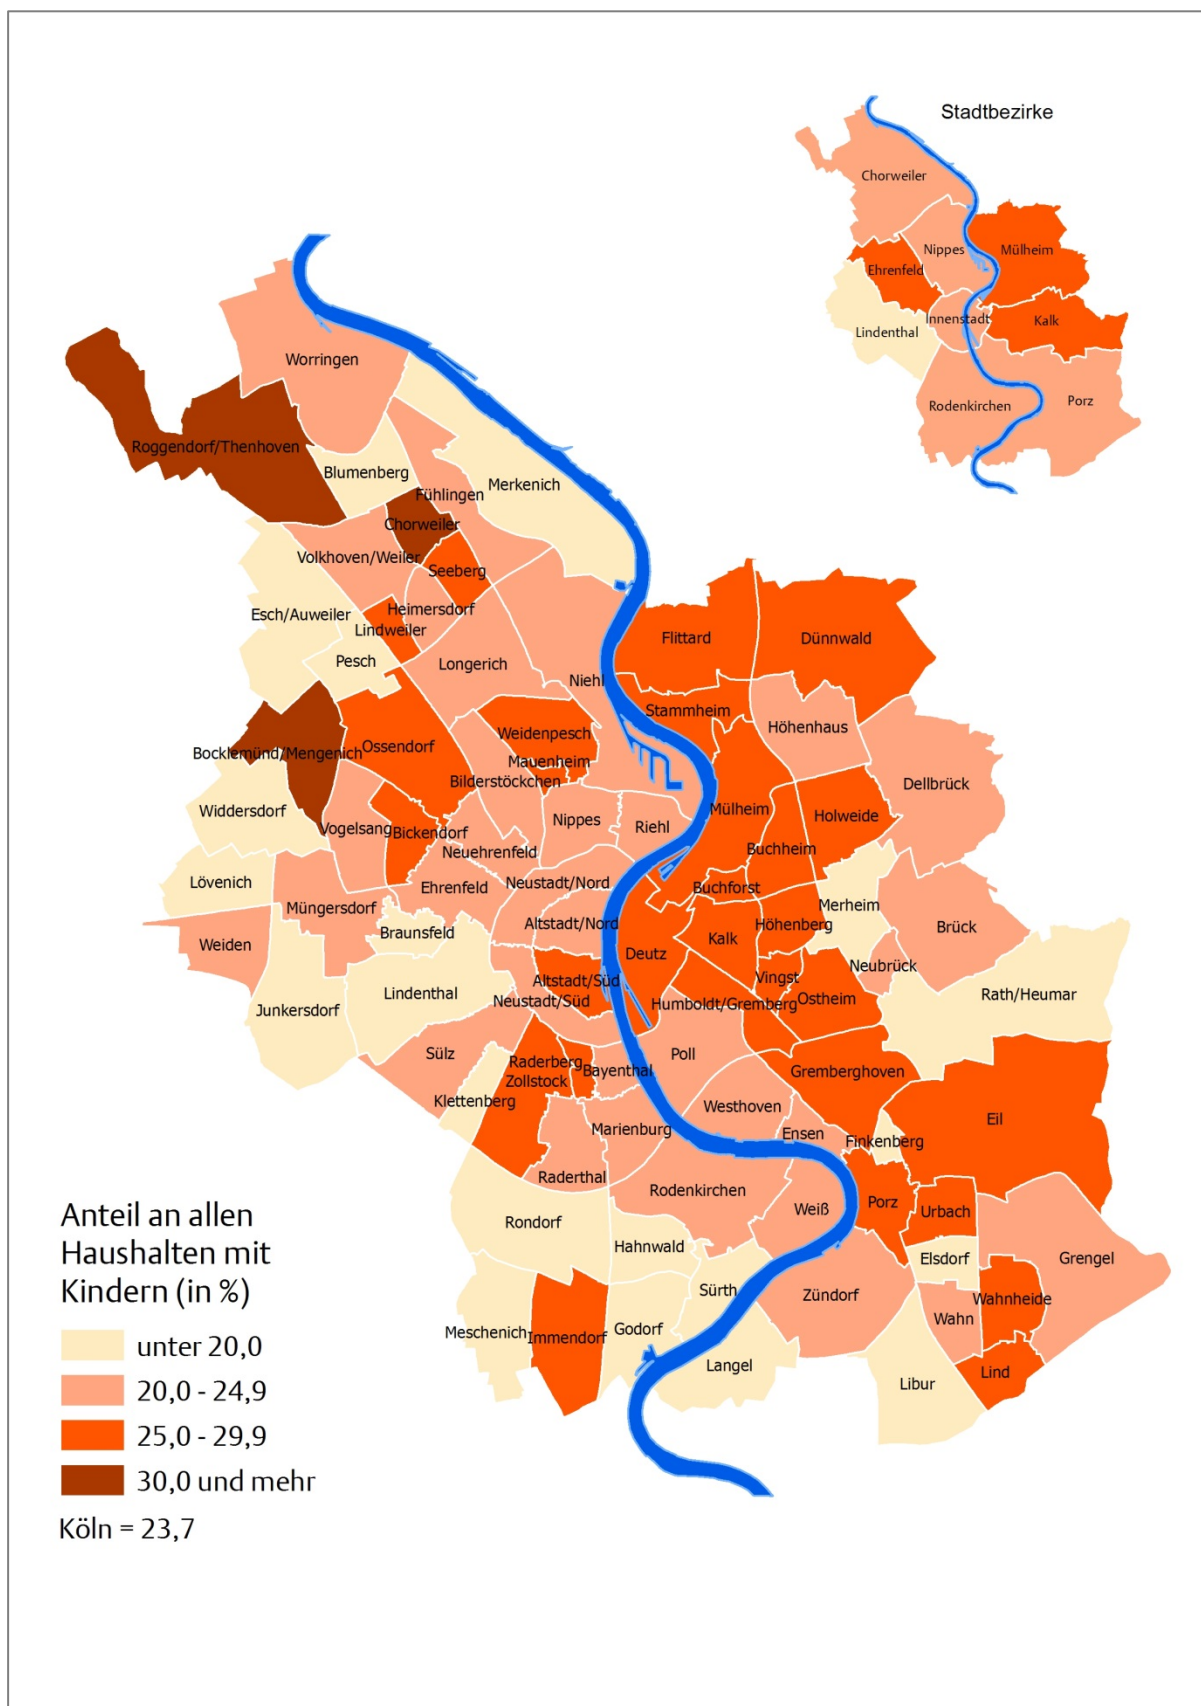 Stadtbezirke
Chorweiler
Nippes
Mülheim
Ehrenfeld
Innenstadt
Kalk
Lindenthal
Rodenkirchen
Porz
Worringen
Roggendorf/Thenhoven
Blumenberg
Merkenich
Fühlingen
Chorweiler
Volkhoven/Weiler
Seeberg
Heimersdorf
Esch/Auweiler
Lindweiler
Pesch
Longerich
Niehl
Flittard
Dünnwald
Stammheim
Höhenhaus
Weidenpesch
Ossendorf
Bocklemünd/Mengenich
Mauenheim
Bilderstöckchen
Dellbrück
Widdersdorf
Mülheim
Holweide
Vogelsang
Bickendorf
Nippes
Riehl
Buchheim
Neuehrenfeld
Lövenich
Ehrenfeld
Neustadt/Nord
Buchforst
Müngersdorf
Merheim
Altstadt/Nord
Höhenberg
Brück
Braunsfeld
Weiden
Kalk
Deutz
Neubrück
Vingst
Altstadt/Süd
Lindenthal
Rath/Heumar
Ostheim
Neustadt/Süd
Humboldt/Gremberg
Junkersdorf
Sülz
Poll
Raderberg
Bayenthal
Zollstock
Gremberghoven
Klettenberg
Westhoven
Eil
Marienburg
Ensen
Finkenberg
Raderthal
Rodenkirchen
Porz
Weiß
Urbach
Rondorf
Hahnwald
Elsdorf
Grengel
Sürth
Zündorf
Wahnheide
Wahn
Meschenich
Immendorf
Godorf
Langel
Lind
Libur
Anteil an allen
Haushalten mit
Kindern (in %)
unter 20,0
20,0 - 24,9
25,0 - 29,9
30,0 und mehr
Köln = 23,7